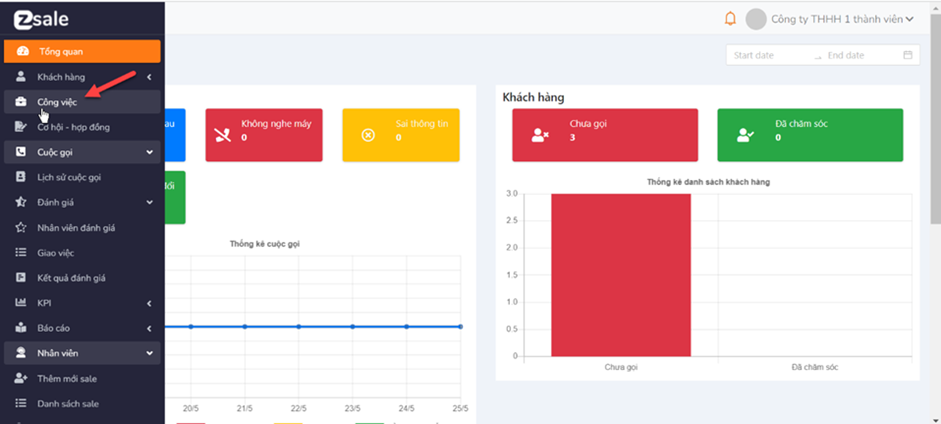 Zsale
Công ty THHH 1 thành viên
Tổng quan
Khách hàng
Công việc
Cơ hội - hợp đồng
Cuộc gọi
Lịch sử cuộc gọi
Đánh giá
Nhân viên đánh giá
Giao việc
Kết quả đánh giá
KPI
Báo cáo
Nhân viên
Thêm mới sale
Danh sách sale
Start date
End date
au
Không nghe máy
0
Sai thông tin
0
Thống kê cuộc gọi
20/5
21/5
22/5
23/5
24/5
25/5
Khách hàng
Chưa gọi
3
Đã chăm sóc
0
Thống kê danh sách khách hàng
3.0
2.5
2.0
1.5
1.0
0.5
0
Chưa gọi
Đã chăm sóc